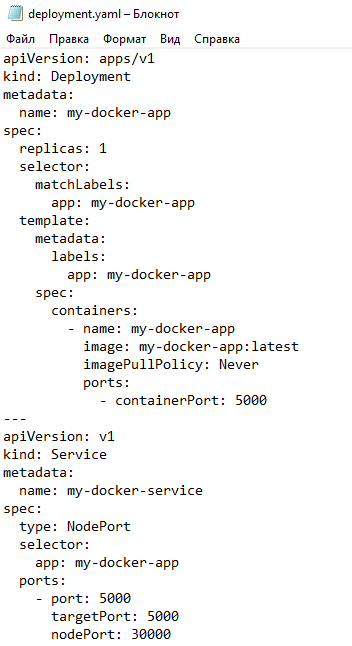 deployment.yaml – Блокнот
Файл Правка Формат Вид Справка
apiVersion: apps/v1
kind: Deployment
metadata:
  name: my-docker-app
spec:
  replicas: 1
  selector:
    matchLabels:
      app: my-docker-app
  template:
    metadata:
      labels:
        app: my-docker-app
    spec:
      containers:
        - name: my-docker-app
          image: my-docker-app:latest
          imagePullPolicy: Never
          ports:
            - containerPort: 5000
---
apiVersion: v1
kind: Service
metadata:
  name: my-docker-service
spec:
  type: NodePort
  selector:
    app: my-docker-app
  ports:
    - port: 5000
      targetPort: 5000
      nodePort: 30000